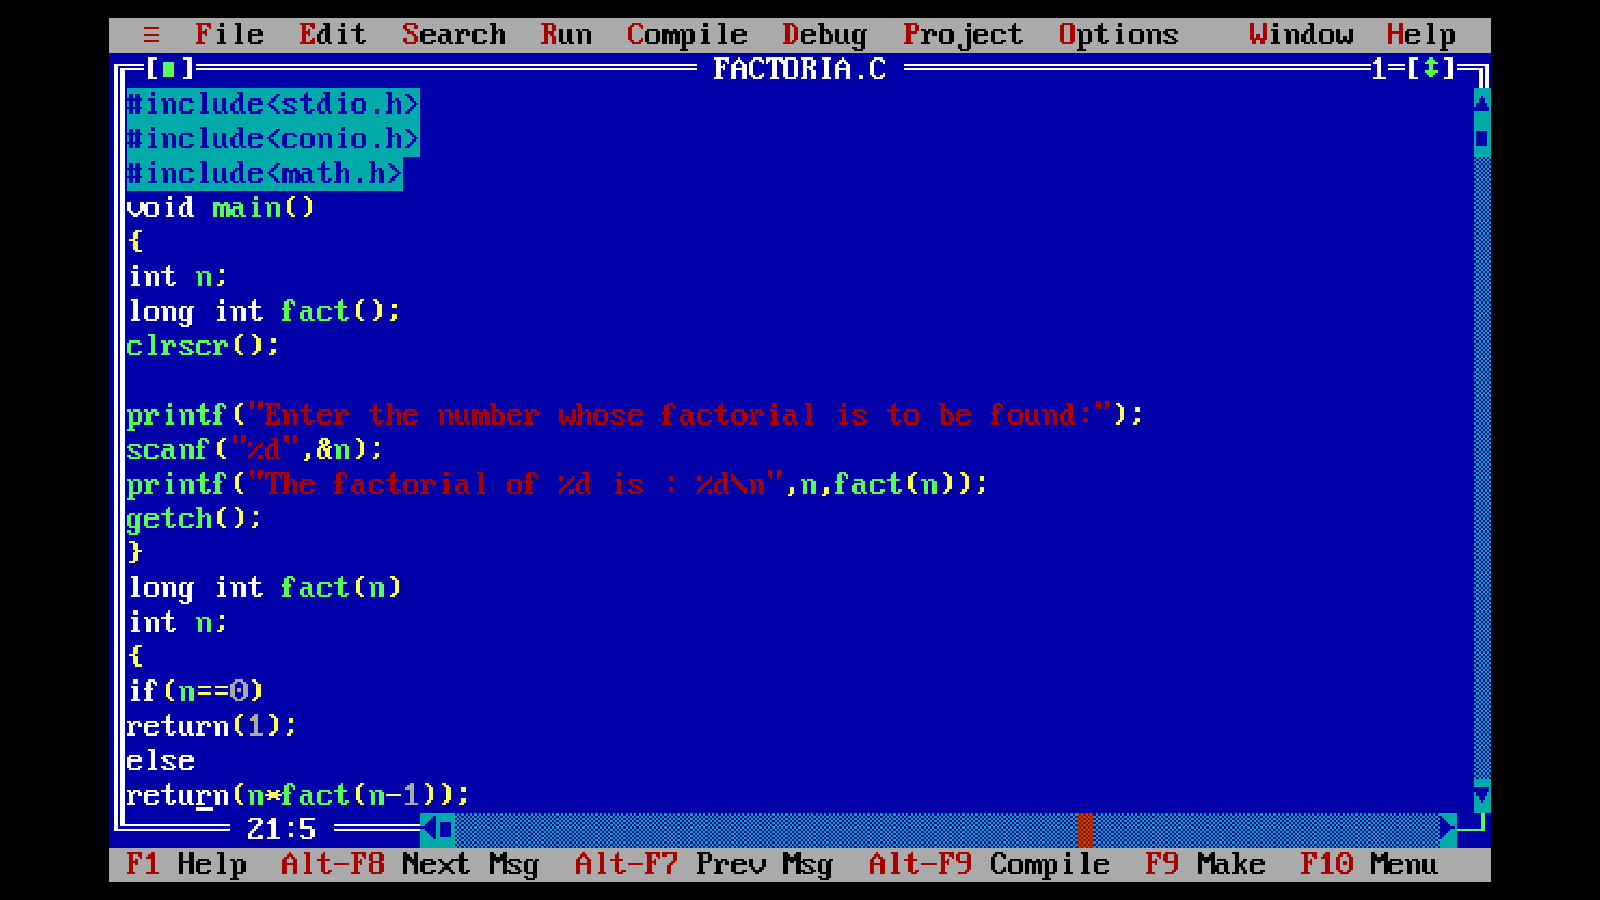 ≡ File Edit Search Run Compile Debug Project Options Window Help
[■] FACTORIA.C 1=[↕]
#include<stdio.h>
#include<conio.h>
#include<math.h>
void main()
{
int n;
long int fact();
clrscr();
printf("Enter the number whose factorial is to be found:");
scanf("%d",&n);
printf("The factorial of %d is : %d\n",n,fact(n));
getch();
}
long int fact(n)
int n;
{
if(n==0)
return(1);
else
return(n*fact(n-1));
21:5
F1 Help Alt-F8 Next Msg Alt-F7 Prev Msg Alt-F9 Compile F9 Make F10 Menu